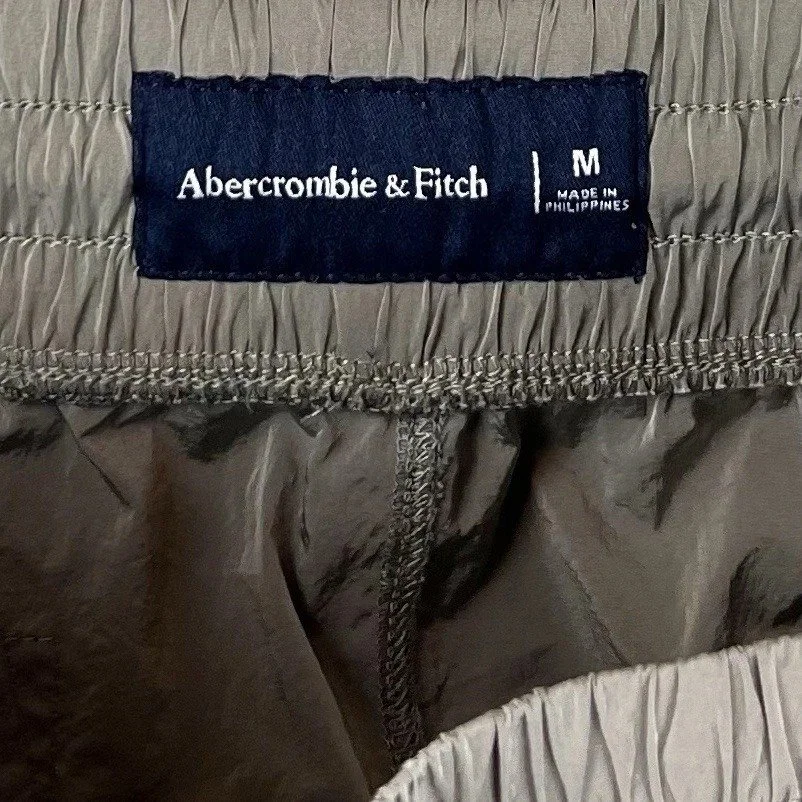 Abercrombie & Fitch
M
MADE IN
PHILIPPINES